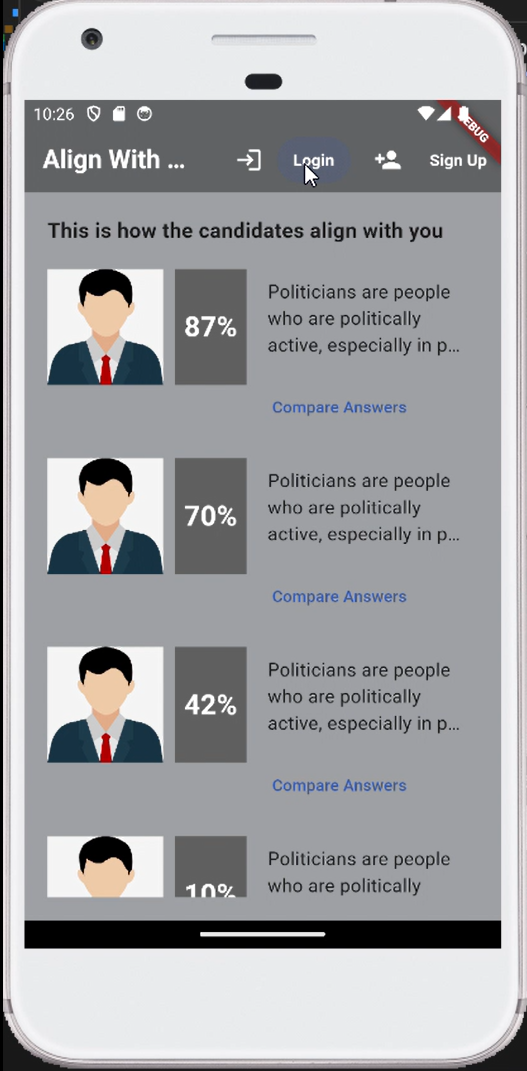 10:26
DEBUG
Align With ...
Login
Sign Up
This is how the candidates align with you
87%
Politicians are people
who are politically
active, especially in p...
Compare Answers
70%
Politicians are people
who are politically
active, especially in p...
Compare Answers
42%
Politicians are people
who are politically
active, especially in p...
Compare Answers
10%
Politicians are people
who are politically